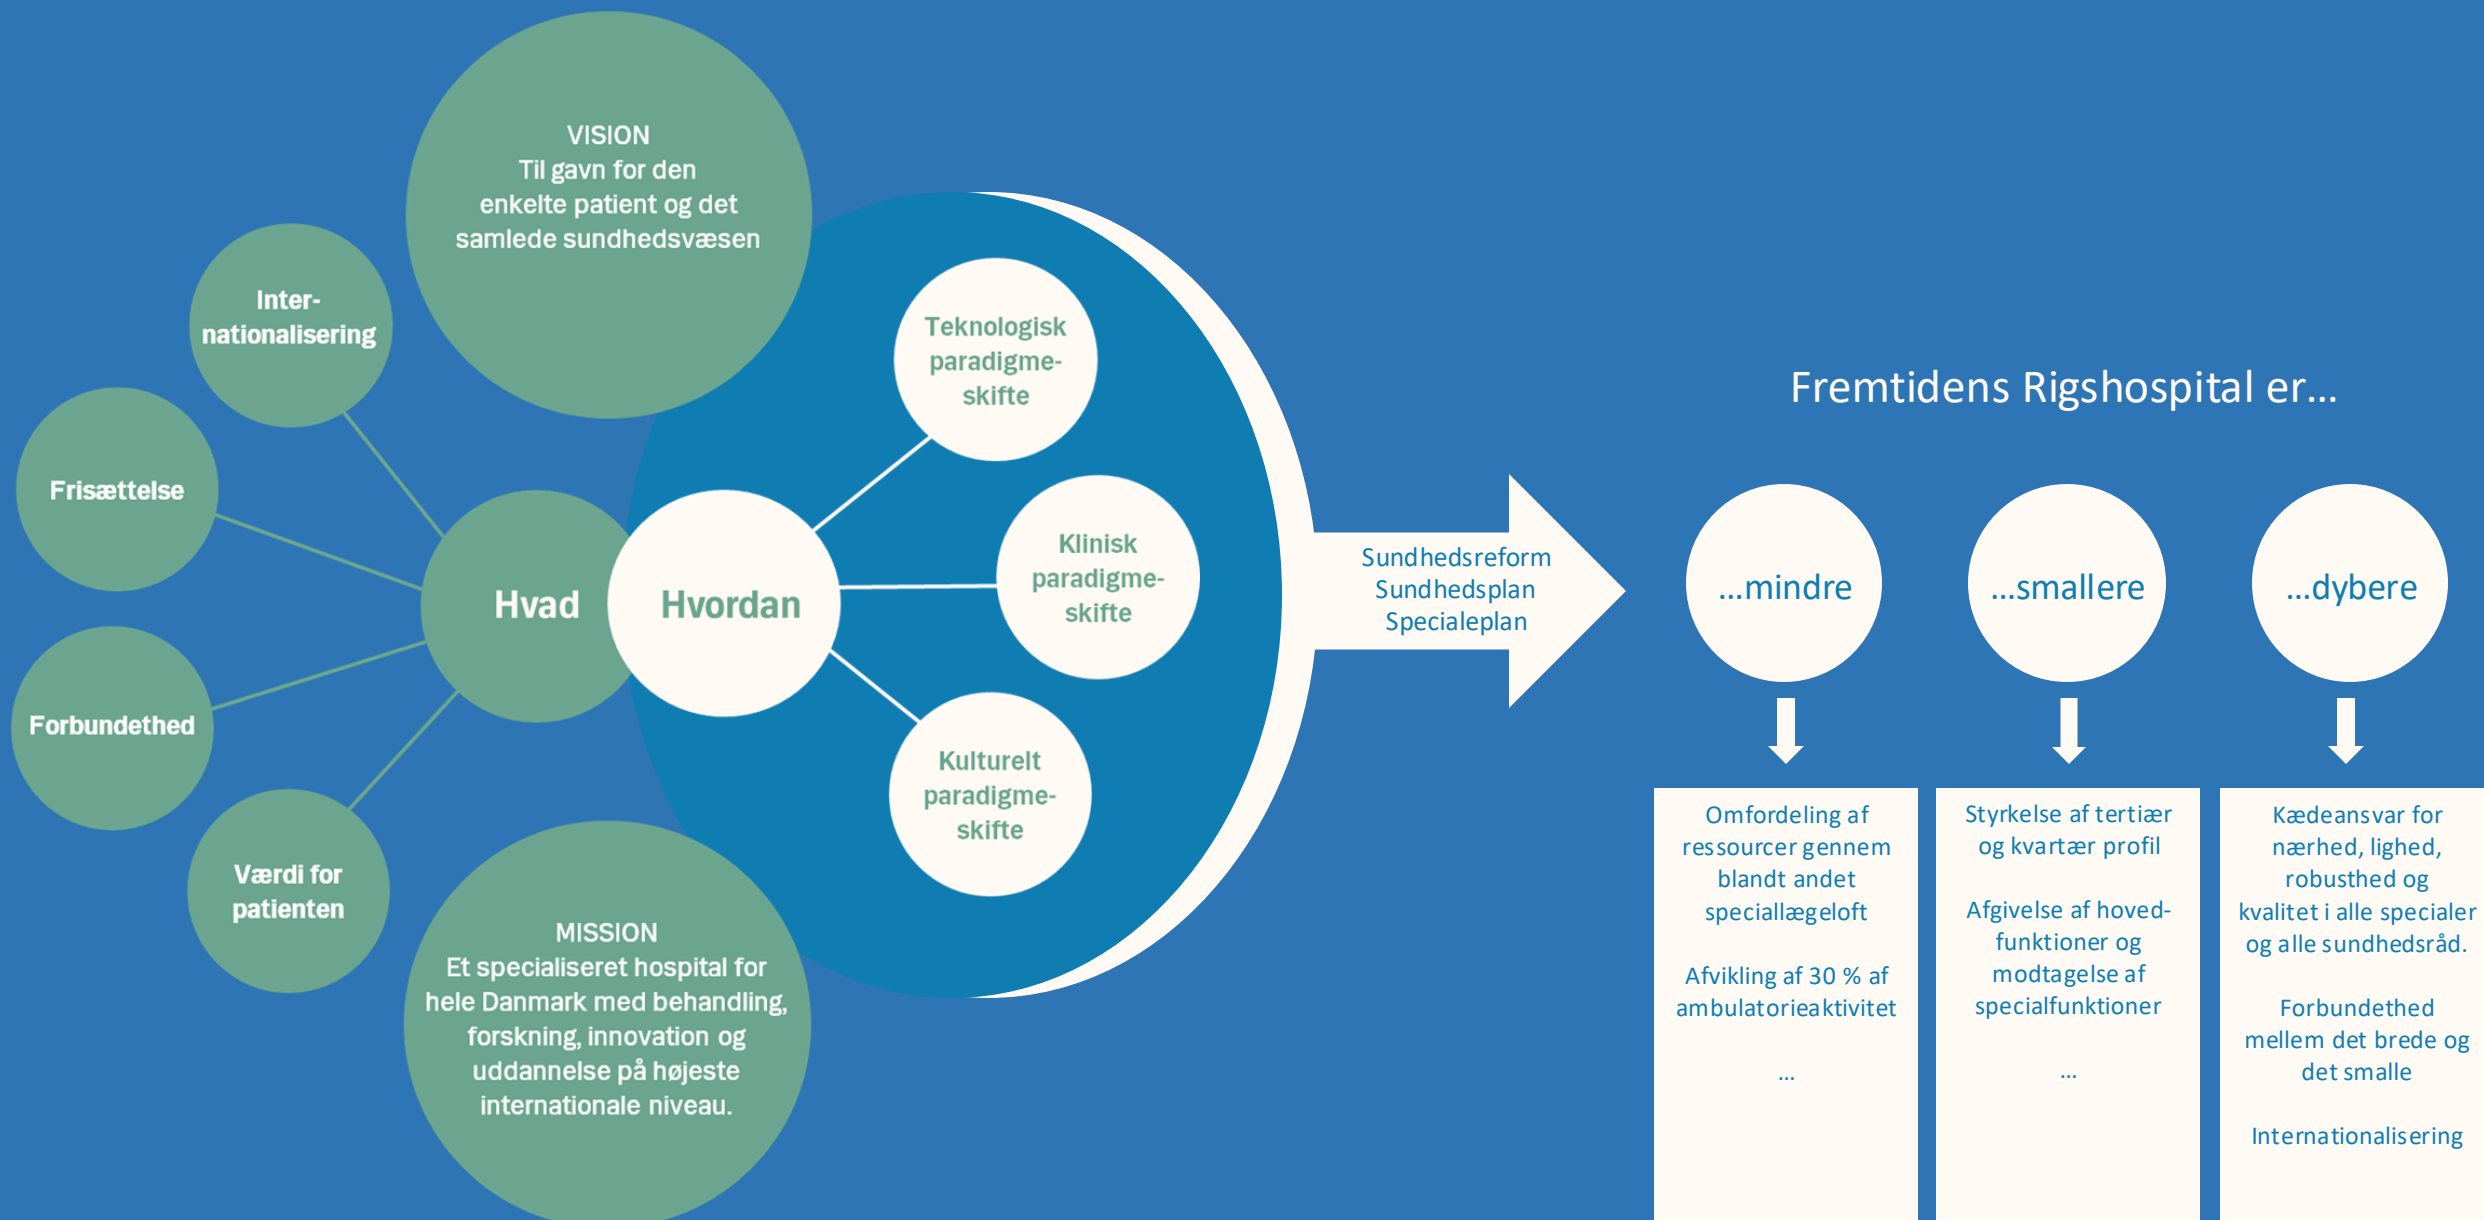 VISION
Til gavn for den
enkelte patient og det
samlede sundhedsvæsen
Inter-
nationalisering
Frisættelse
Forbundethed
Værdi for
patienten
Hvad
Hvordan
Teknologisk
paradigme-
skifte
Klinisk
paradigme-
skifte
Kulturelt
paradigme-
skifte
MISSION
Et specialiseret hospital for
hele Danmark med behandling,
forskning, innovation og
uddannelse på højeste
internationale niveau.
Sundhedsreform
Sundhedsplan
Specialeplan
Fremtidens Rigshospital er...
...mindre
...smallere
...dybere
Omfordeling af
ressourcer gennem
blandt andet
speciallægeloft
Afvikling af 30 % af
ambulatorieaktivitet
...
Styrkelse af tertiær
og kvartær profil
Afgivelse af hoved-
funktioner og
modtagelse af
specialfunktioner
...
Kædeansvar for
nærhed, lighed,
robusthed og
kvalitet i alle specialer
og alle sundhedsråd.
Forbundethed
mellem det brede og
det smalle
Internationalisering